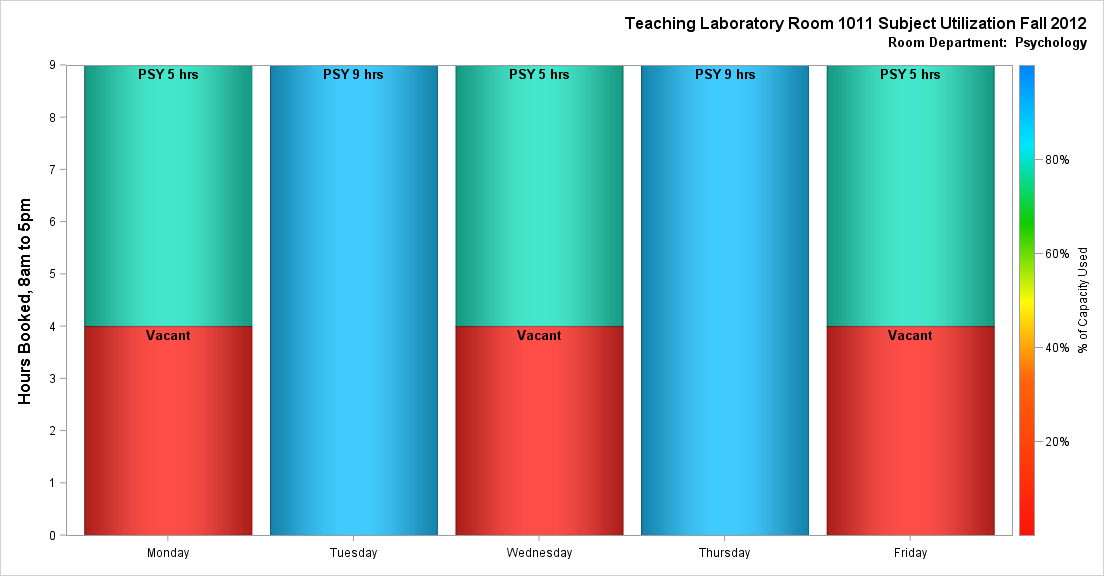 Teaching Laboratory Room 1011 Subject Utilization Fall 2012
Room Department: Psychology
Hours Booked, 8am to 5pm
9
8
7
6
5
4
3
2
1
0
PSY 5 hrs
PSY 9 hrs
PSY 5 hrs
PSY 9 hrs
PSY 5 hrs
Vacant
Vacant
Vacant
Monday
Tuesday
Wednesday
Thursday
Friday
80%
60%
40%
20%
% of Capacity Used